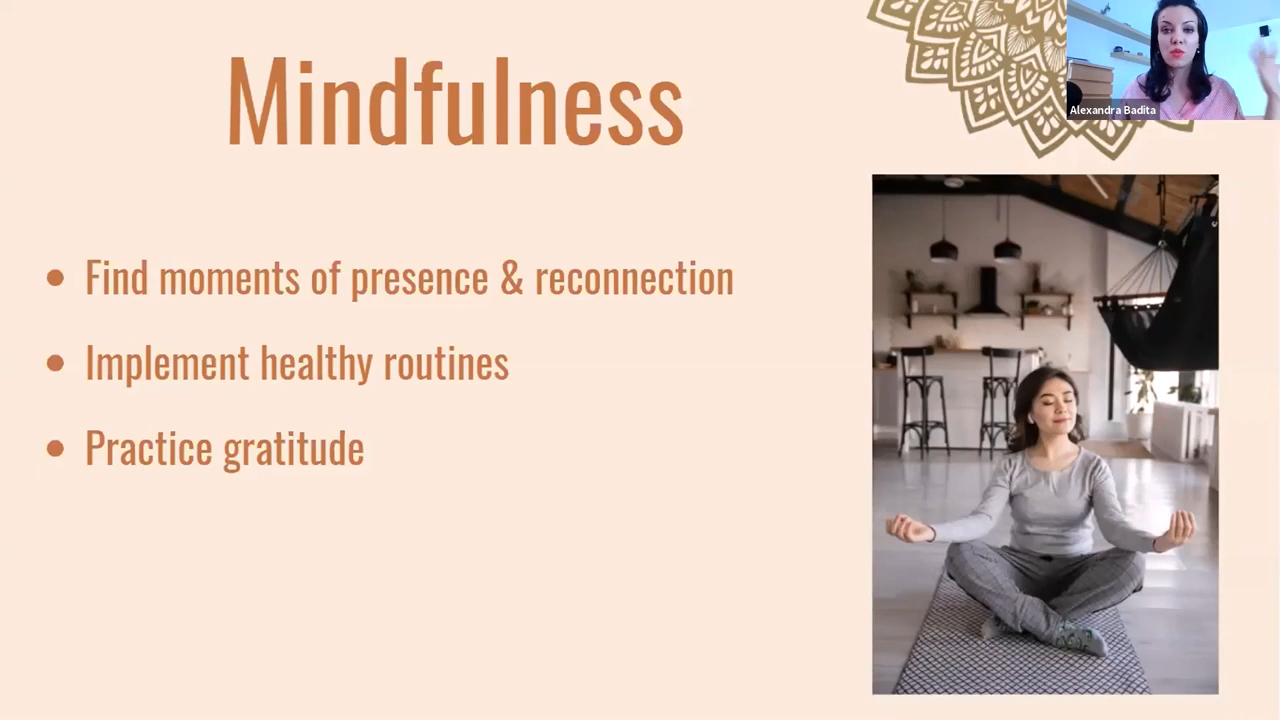 Mindfulness
Alexandra Badita
Find moments of presence & reconnection
Implement healthy routines
Practice gratitude